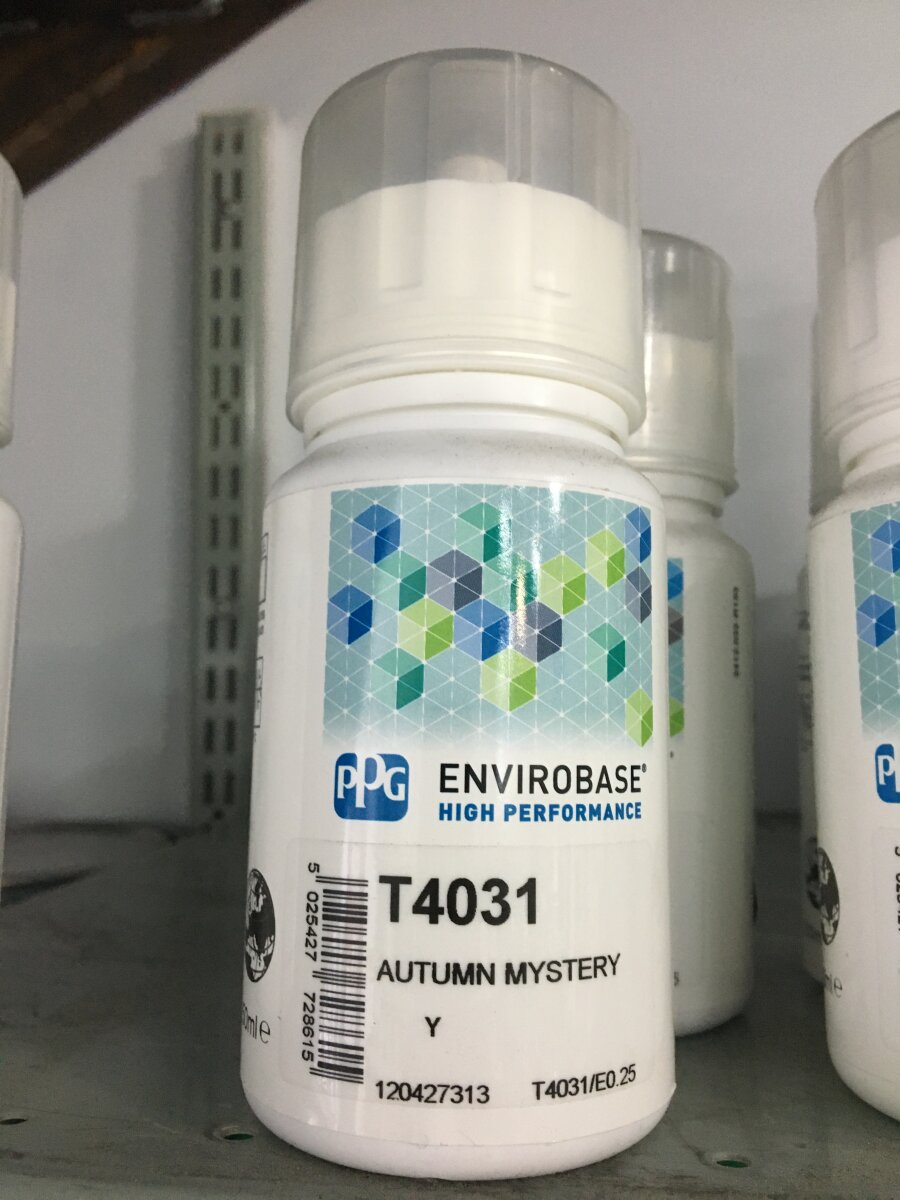 PPG
ENVIROBASE®
HIGH PERFORMANCE
T4031
AUTUMN MYSTERY
Y
120427313 T4031/E0.25
5 025427 728615